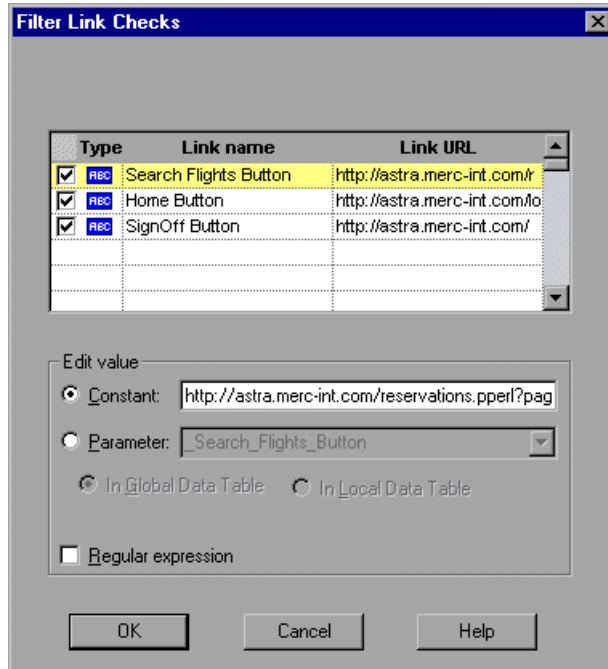 Filter Link Checks
Type Link name Link URL
ABC Search Flights Button http://astra.merc-int.com/r
ABC Home Button http://astra.merc-int.com/lo
ABC SignOff Button http://astra.merc-int.com/
Edit value
Constant: http://astra.merc-int.com/reservations.pperl?pag
Parameter: _Search_Flights_Button
In Global Data Table In Local Data Table
Regular expression
OK Cancel Help